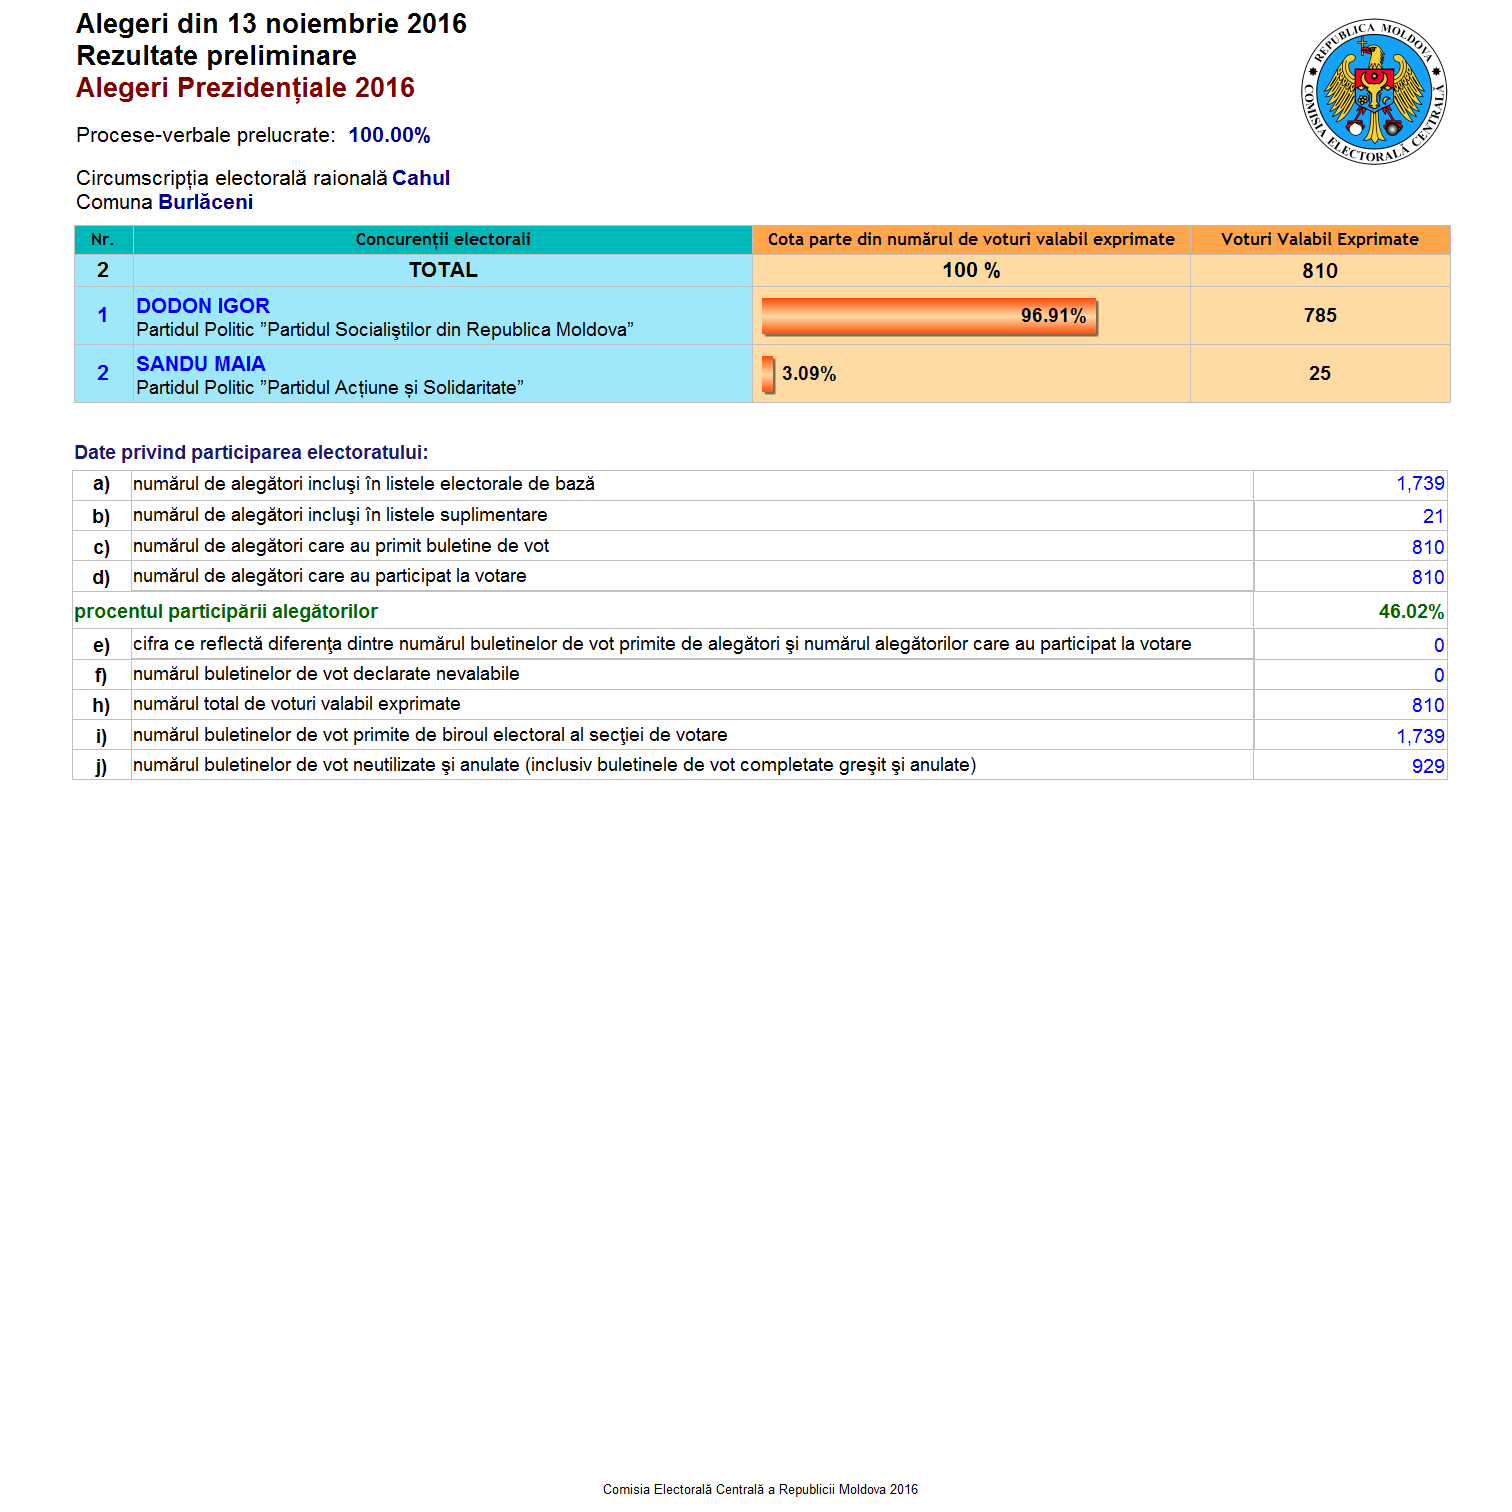 Alegeri din 13 noiembrie 2016
Rezultate preliminare
Alegeri Prezidențiale 2016
REPUBLICA MOLDOVA
COMISIA ELECTORALĂ CENTRALĂ
Procese-verbale prelucrate: 100.00%
Circumscripția electorală raională Cahul
Comuna Burlăceni
Nr. Concurenții electorali Cota parte din numărul de voturi valabil exprimate Voturi Valabil Exprimate
2 TOTAL 100 % 810
1 DODON IGOR 96.91% 785
Partidul Politic ”Partidul Socialiştilor din Republica Moldova”
2 SANDU MAIA 3.09% 25
Partidul Politic ”Partidul Acțiune și Solidaritate”
Date privind participarea electoratului:
a) numărul de alegători incluşi în listele electorale de bază 1,739
b) numărul de alegători incluşi în listele suplimentare 21
c) numărul de alegători care au primit buletine de vot 810
d) numărul de alegători care au participat la votare 810
procentul participării alegătorilor 46.02%
e) cifra ce reflectă diferenţa dintre numărul buletinelor de vot primite de alegători şi numărul alegătorilor care au participat la votare 0
f) numărul buletinelor de vot declarate nevalabile 0
h) numărul total de voturi valabil exprimate 810
i) numărul buletinelor de vot primite de biroul electoral al secţiei de votare 1,739
j) numărul buletinelor de vot neutilizate şi anulate (inclusiv buletinele de vot completate greşit şi anulate) 929
Comisia Electorală Centrală a Republicii Moldova 2016